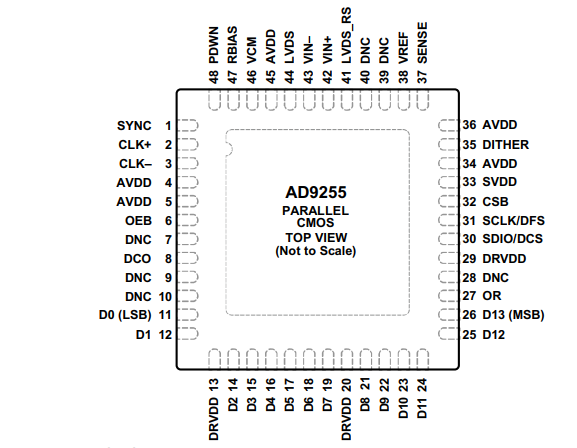 48 PDWN
47 RBIAS
46 VCM
45 AVDD
44 LVDS
43 VIN–
42 VIN+
41 LVDS_RS
40 DNC
39 DNC
38 VREF
37 SENSE
SYNC 1
CLK+ 2
CLK– 3
AVDD 4
AVDD 5
OEB 6
DNC 7
DCO 8
DNC 9
DNC 10
D0 (LSB) 11
D1 12
AD9255
PARALLEL
CMOS
TOP VIEW
(Not to Scale)
36 AVDD
35 DITHER
34 AVDD
33 SVDD
32 CSB
31 SCLK/DFS
30 SDIO/DCS
29 DRVDD
28 DNC
27 OR
26 D13 (MSB)
25 D12
DRVDD 13
D2 14
D3 15
D4 16
D5 17
D6 18
D7 19
DRVDD 20
D8 21
D9 22
D10 23
D11 24